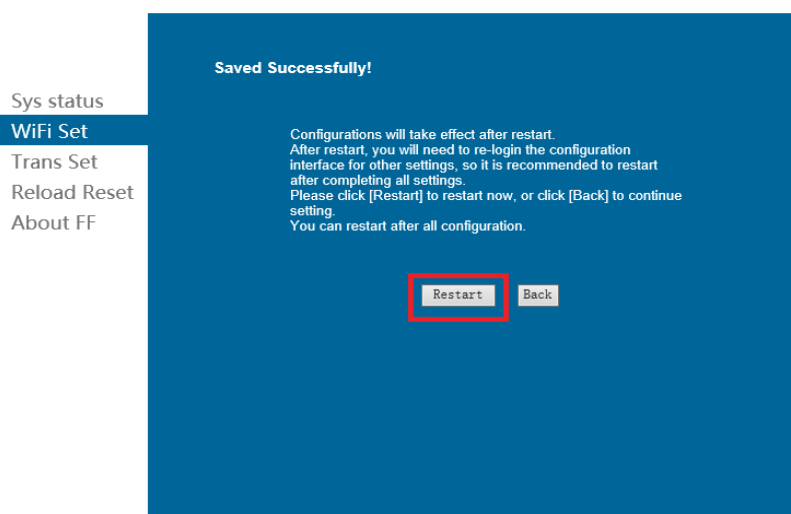 Saved Successfully!
Sys status
WiFi Set
Trans Set
Reload Reset
About FF
Configurations will take effect after restart.
After restart, you will need to re-login the configuration
interface for other settings, so it is recommended to restart
after completing all settings.
Please click [Restart] to restart now, or click [Back] to continue
setting.
You can restart after all configuration.
Restart
Back